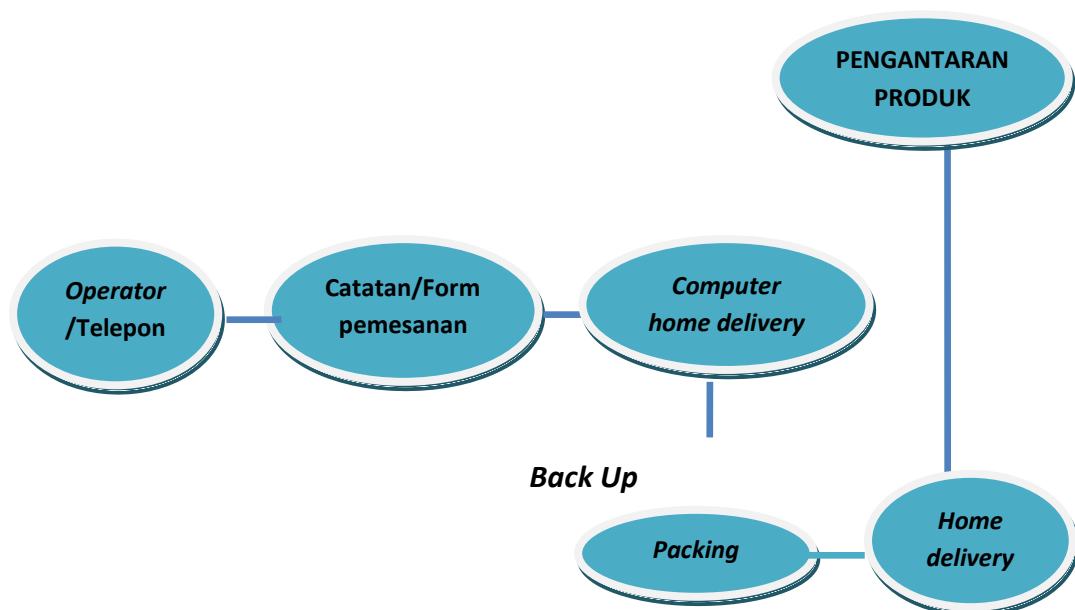 PENGANTARAN
PRODUK
Operator
/Telepon
Catatan/Form
pemesanan
Computer
home delivery
Back Up
Packing
Home
delivery